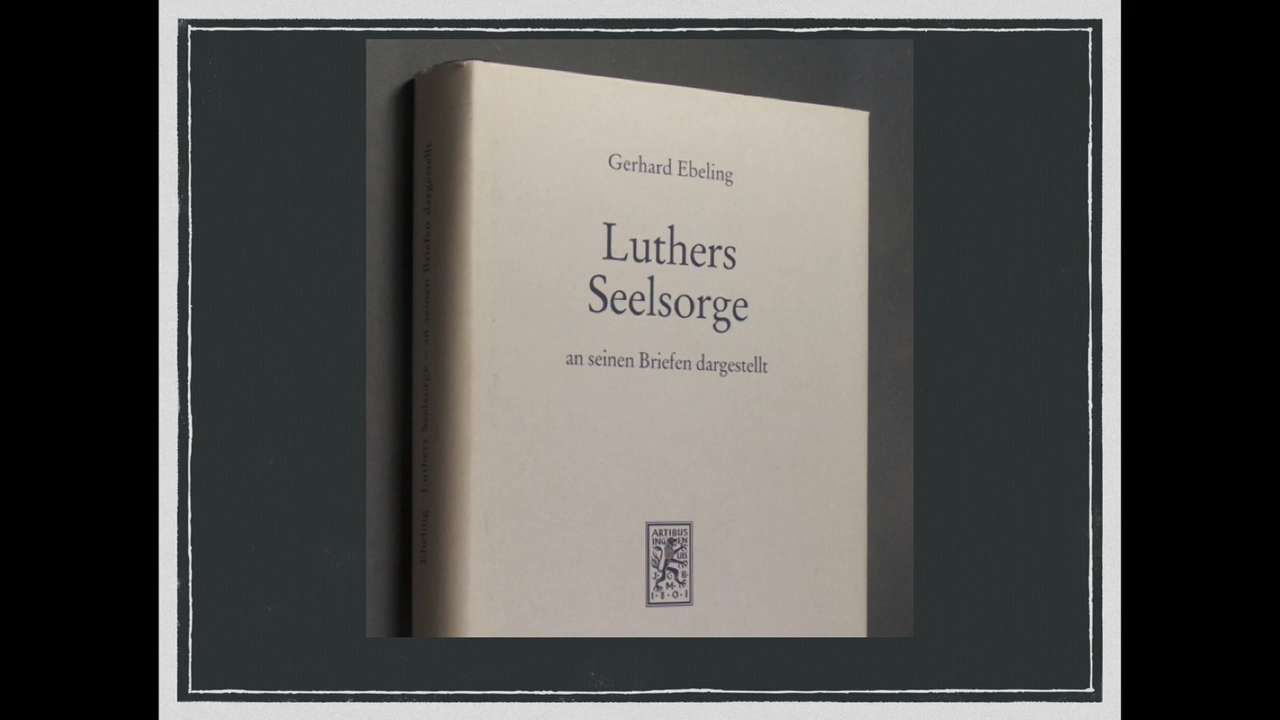 Gerhard Ebeling
Luthers
Seelsorge
an seinen Briefen dargestellt
Ebeling Luthers Seelsorge an seinen Briefen dargestellt
ARTIBUS
1·8·0·1